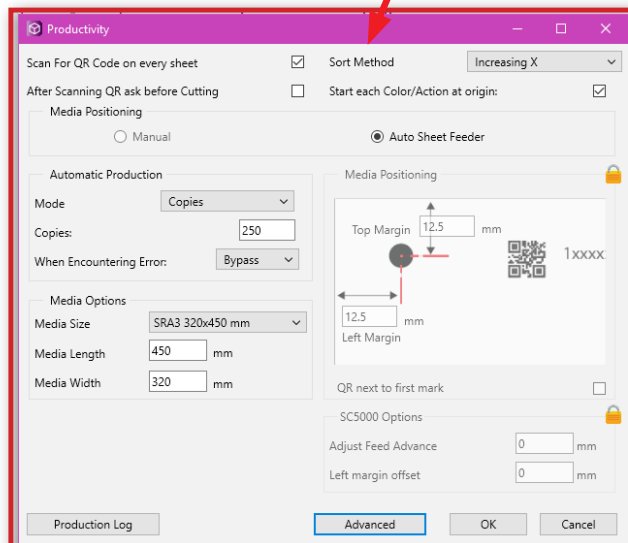 Productivity
Scan For QR Code on every sheet
Sort Method
Increasing X
After Scanning QR ask before Cutting
Start each Color/Action at origin:
Media Positioning
Manual
Auto Sheet Feeder
Automatic Production
Mode
Copies
Copies:
250
When Encountering Error:
Bypass
Media Positioning
Top Margin
12.5
mm
1xxxx
12.5
mm
Left Margin
QR next to first mark
Media Options
Media Size
SRA3 320x450 mm
Media Length
450
mm
Media Width
320
mm
SC5000 Options
Adjust Feed Advance
0
mm
Left margin offset
0
mm
Production Log
Advanced
OK
Cancel